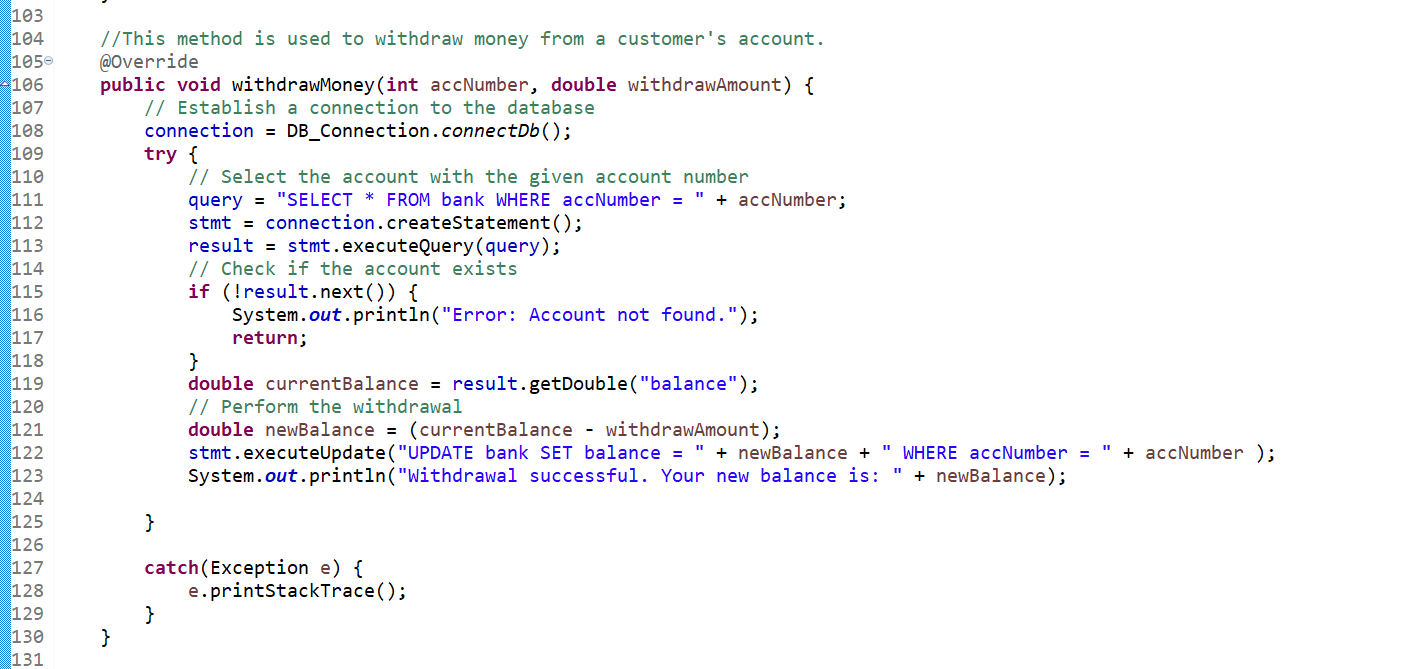 103
104 //This method is used to withdraw money from a customer's account.
105 @Override
106 public void withdrawMoney(int accNumber, double withdrawAmount) {
107 // Establish a connection to the database
108 connection = DB_Connection.connectDb();
109 try {
110 // Select the account with the given account number
111 query = "SELECT * FROM bank WHERE accNumber = " + accNumber;
112 stmt = connection.createStatement();
113 result = stmt.executeQuery(query);
114 // Check if the account exists
115 if (!result.next()) {
116 System.out.println("Error: Account not found.");
117 return;
118 }
119 double currentBalance = result.getDouble("balance");
120 // Perform the withdrawal
121 double newBalance = (currentBalance - withdrawAmount);
122 stmt.executeUpdate("UPDATE bank SET balance = " + newBalance + " WHERE accNumber = " + accNumber );
123 System.out.println("Withdrawal successful. Your new balance is: " + newBalance);
124
125 }
126
127 catch(Exception e) {
128 e.printStackTrace();
129 }
130 }
131